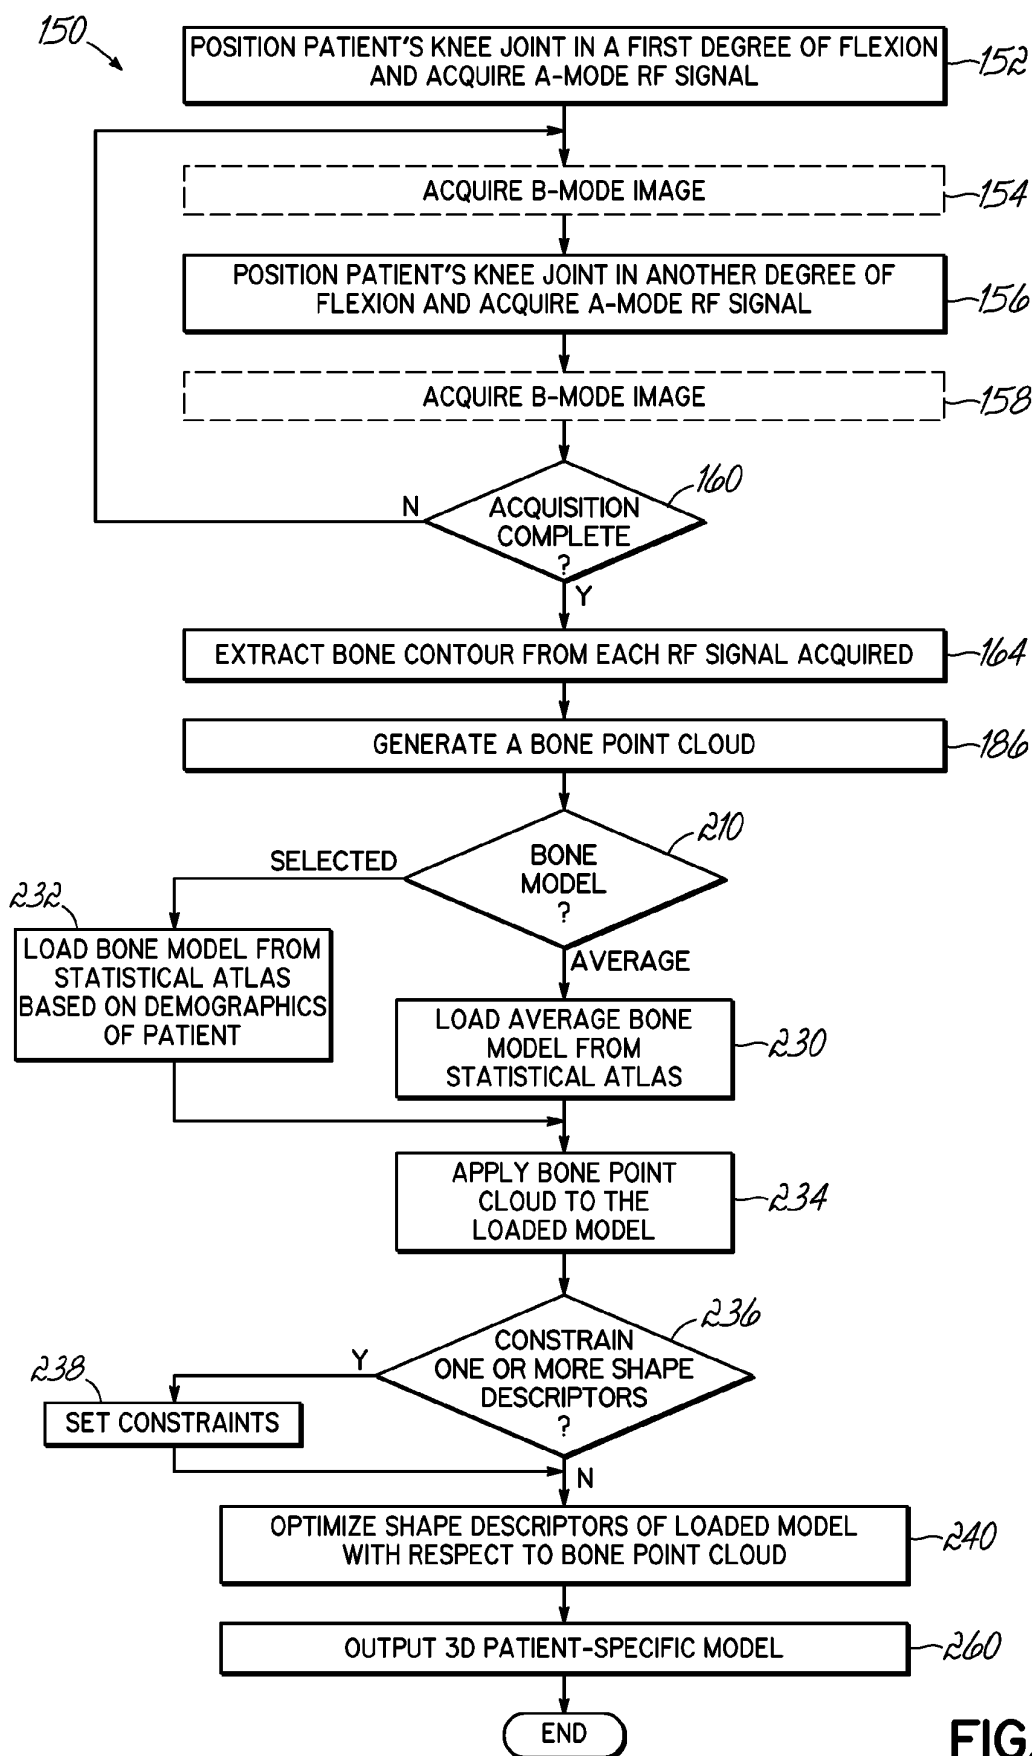 150
POSITION PATIENT'S KNEE JOINT IN A FIRST DEGREE OF FLEXION
AND ACQUIRE A-MODE RF SIGNAL
152
ACQUIRE B-MODE IMAGE
154
POSITION PATIENT'S KNEE JOINT IN ANOTHER DEGREE OF
FLEXION AND ACQUIRE A-MODE RF SIGNAL
156
ACQUIRE B-MODE IMAGE
158
160
N
ACQUISITION
COMPLETE
?
Y
EXTRACT BONE CONTOUR FROM EACH RF SIGNAL ACQUIRED
164
GENERATE A BONE POINT CLOUD
186
210
SELECTED
BONE
MODEL
?
232
LOAD BONE MODEL FROM
STATISTICAL ATLAS
BASED ON DEMOGRAPHICS
OF PATIENT
AVERAGE
LOAD AVERAGE BONE
MODEL FROM
STATISTICAL ATLAS
230
APPLY BONE POINT
CLOUD TO THE
LOADED MODEL
234
236
CONSTRAIN
ONE OR MORE SHAPE
DESCRIPTORS
?
Y
238
SET CONSTRAINTS
N
OPTIMIZE SHAPE DESCRIPTORS OF LOADED MODEL
WITH RESPECT TO BONE POINT CLOUD
240
OUTPUT 3D PATIENT-SPECIFIC MODEL
260
END
FIG.